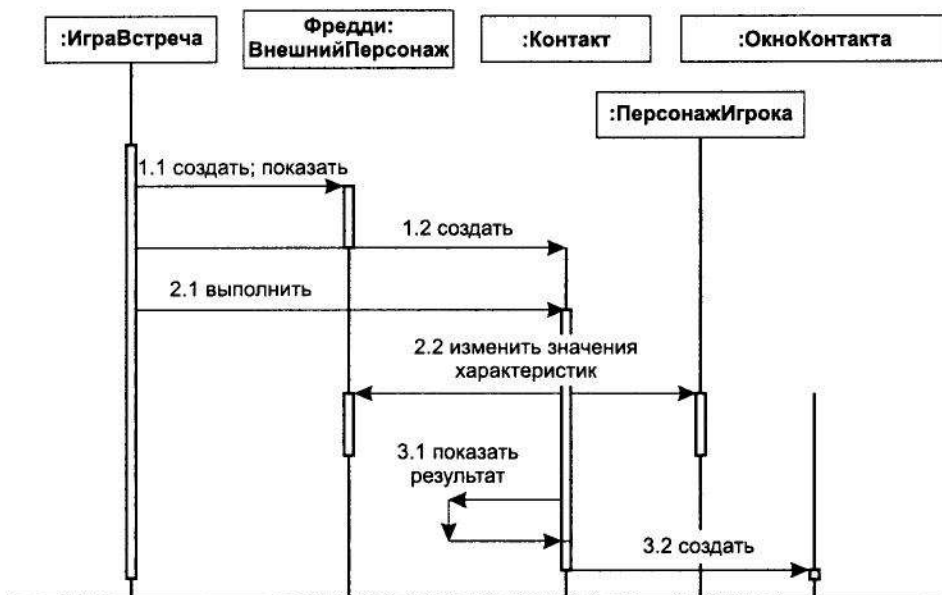 :ИграВстреча
Фредди:
ВнешнийПерсонаж
:Контакт
:ОкноКонтакта
:ПерсонажИгрока
1.1 создать; показать
1.2 создать
2.1 выполнить
2.2 изменить значения
характеристик
3.1 показать
результат
3.2 создать